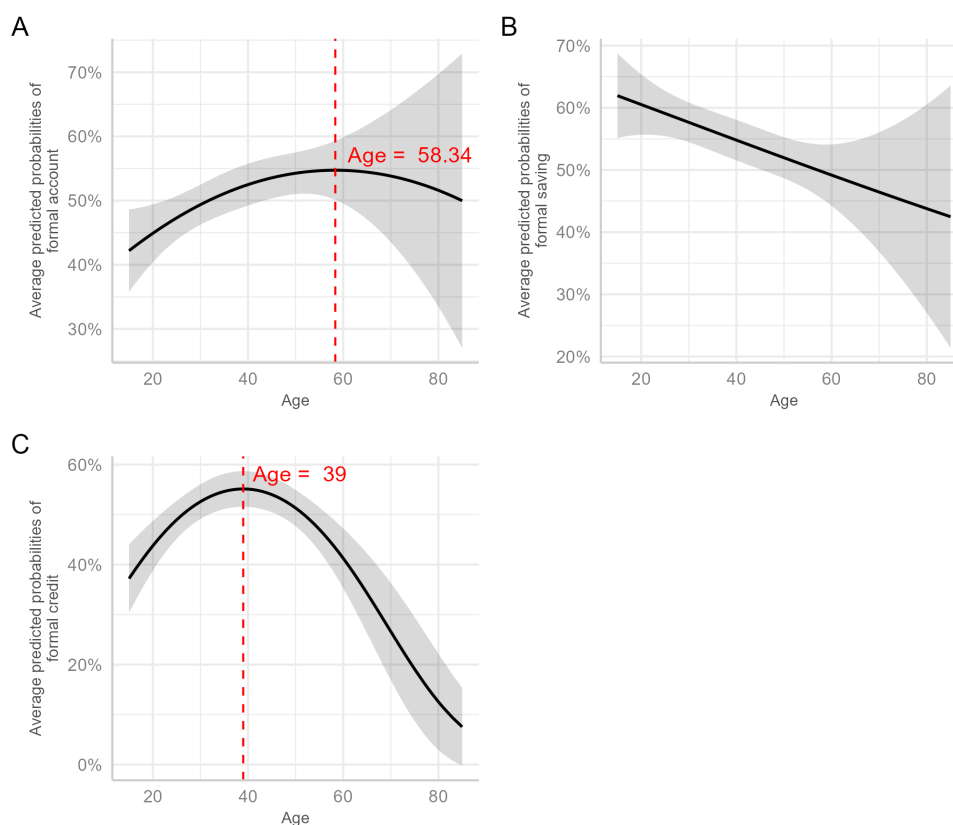 A
Average predicted probabilities of
formal account
70%
60%
50%
40%
30%
Age =  58.34
20 40 60 80
Age
B
Average predicted probabilities of
formal saving
70%
60%
50%
40%
30%
20%
20 40 60 80
Age
C
Average predicted probabilities of
formal credit
60%
40%
20%
0%
Age =  39
20 40 60 80
Age